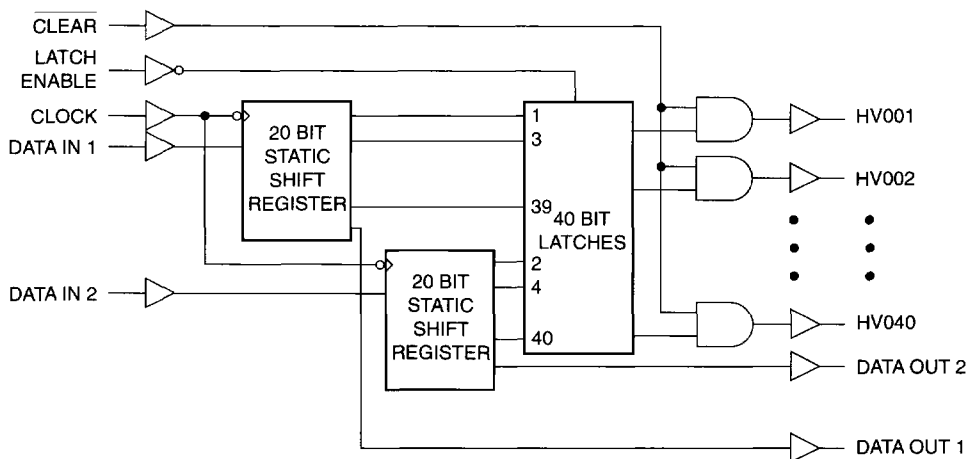 CLEAR
LATCH
ENABLE
CLOCK
DATA IN 1
DATA IN 2
20 BIT
STATIC
SHIFT
REGISTER
20 BIT
STATIC
SHIFT
REGISTER
1
3
39
2
4
40
40 BIT
LATCHES
HV001
HV002
HV040
DATA OUT 2
DATA OUT 1